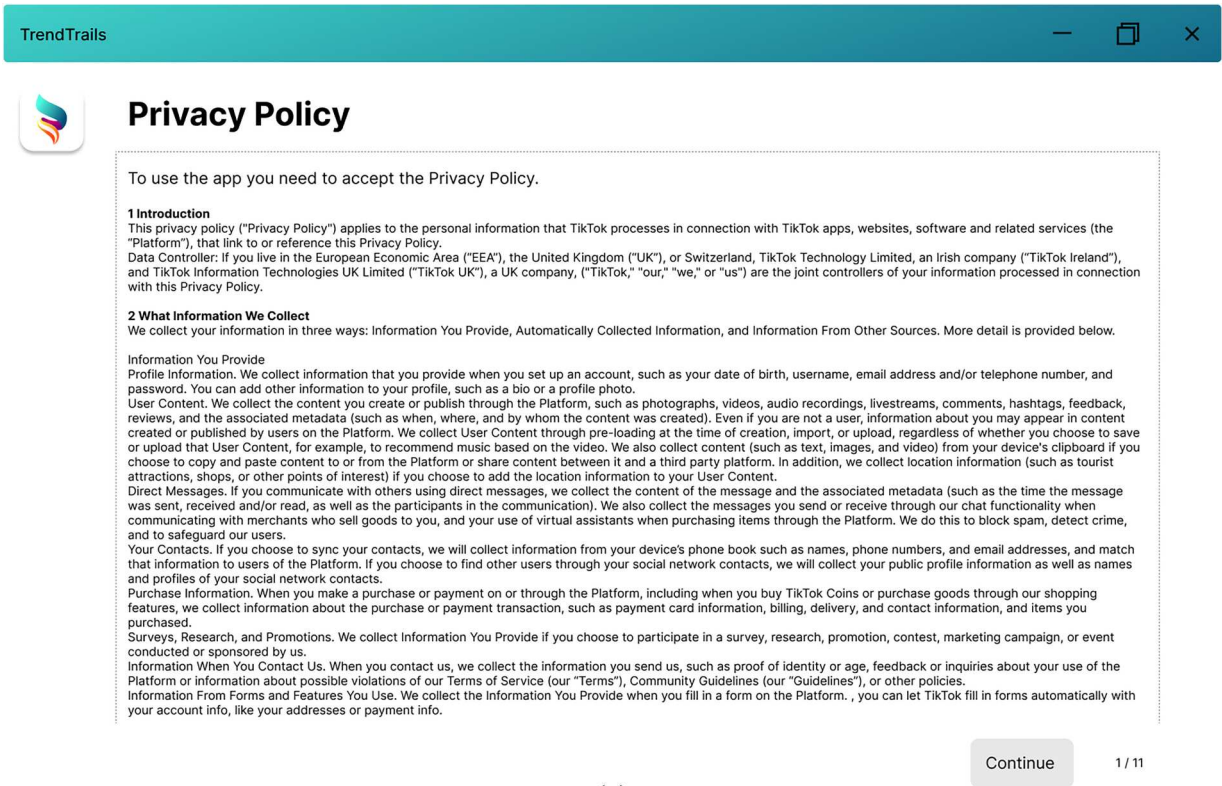 TrendTrails
Privacy Policy
To use the app you need to accept the Privacy Policy.
1 Introduction
This privacy policy ("Privacy Policy") applies to the personal information that TikTok processes in connection with TikTok apps, websites, software and related services (the
“Platform”), that link to or reference this Privacy Policy.
Data Controller: If you live in the European Economic Area (“EEA”), the United Kingdom (“UK”), or Switzerland, TikTok Technology Limited, an Irish company (“TikTok Ireland”),
and TikTok Information Technologies UK Limited (“TikTok UK”), a UK company, ("TikTok," "our," "we," or "us") are the joint controllers of your information processed in connection
with this Privacy Policy.
2 What Information We Collect
We collect your information in three ways: Information You Provide, Automatically Collected Information, and Information From Other Sources. More detail is provided below.
Information You Provide
Profile Information. We collect information that you provide when you set up an account, such as your date of birth, username, email address and/or telephone number, and
password. You can add other information to your profile, such as a bio or a profile photo.
User Content. We collect the content you create or publish through the Platform, such as photographs, videos, audio recordings, livestreams, comments, hashtags, feedback,
reviews, and the associated metadata (such as when, where, and by whom the content was created). Even if you are not a user, information about you may appear in content
created or published by users on the Platform. We collect User Content through pre-loading at the time of creation, import, or upload, regardless of whether you choose to save
or upload that User Content, for example, to recommend music based on the video. We also collect content (such as text, images, and video) from your device's clipboard if you
choose to copy and paste content to or from the Platform or share content between it and a third party platform. In addition, we collect location information (such as tourist
attractions, shops, or other points of interest) if you choose to add the location information to your User Content.
Direct Messages. If you communicate with others using direct messages, we collect the content of the message and the associated metadata (such as the time the message
was sent, received and/or read, as well as the participants in the communication). We also collect the messages you send or receive through our chat functionality when
communicating with merchants who sell goods to you, and your use of virtual assistants when purchasing items through the Platform. We do this to block spam, detect crime,
and to safeguard our users.
Your Contacts. If you choose to sync your contacts, we will collect information from your device’s phone book such as names, phone numbers, and email addresses, and match
that information to users of the Platform. If you choose to find other users through your social network contacts, we will collect your public profile information as well as names
and profiles of your social network contacts.
Purchase Information. When you make a purchase or payment on or through the Platform, including when you buy TikTok Coins or purchase goods through our shopping
features, we collect information about the purchase or payment transaction, such as payment card information, billing, delivery, and contact information, and items you
purchased.
Surveys, Research, and Promotions. We collect Information You Provide if you choose to participate in a survey, research, promotion, contest, marketing campaign, or event
conducted or sponsored by us.
Information When You Contact Us. When you contact us, we collect the information you send us, such as proof of identity or age, feedback or inquiries about your use of the
Platform or information about possible violations of our Terms of Service (our “Terms”), Community Guidelines (our “Guidelines”), or other policies.
Information From Forms and Features You Use. We collect the Information You Provide when you fill in a form on the Platform. , you can let TikTok fill in forms automatically with
your account info, like your addresses or payment info.
Continue
1 / 11